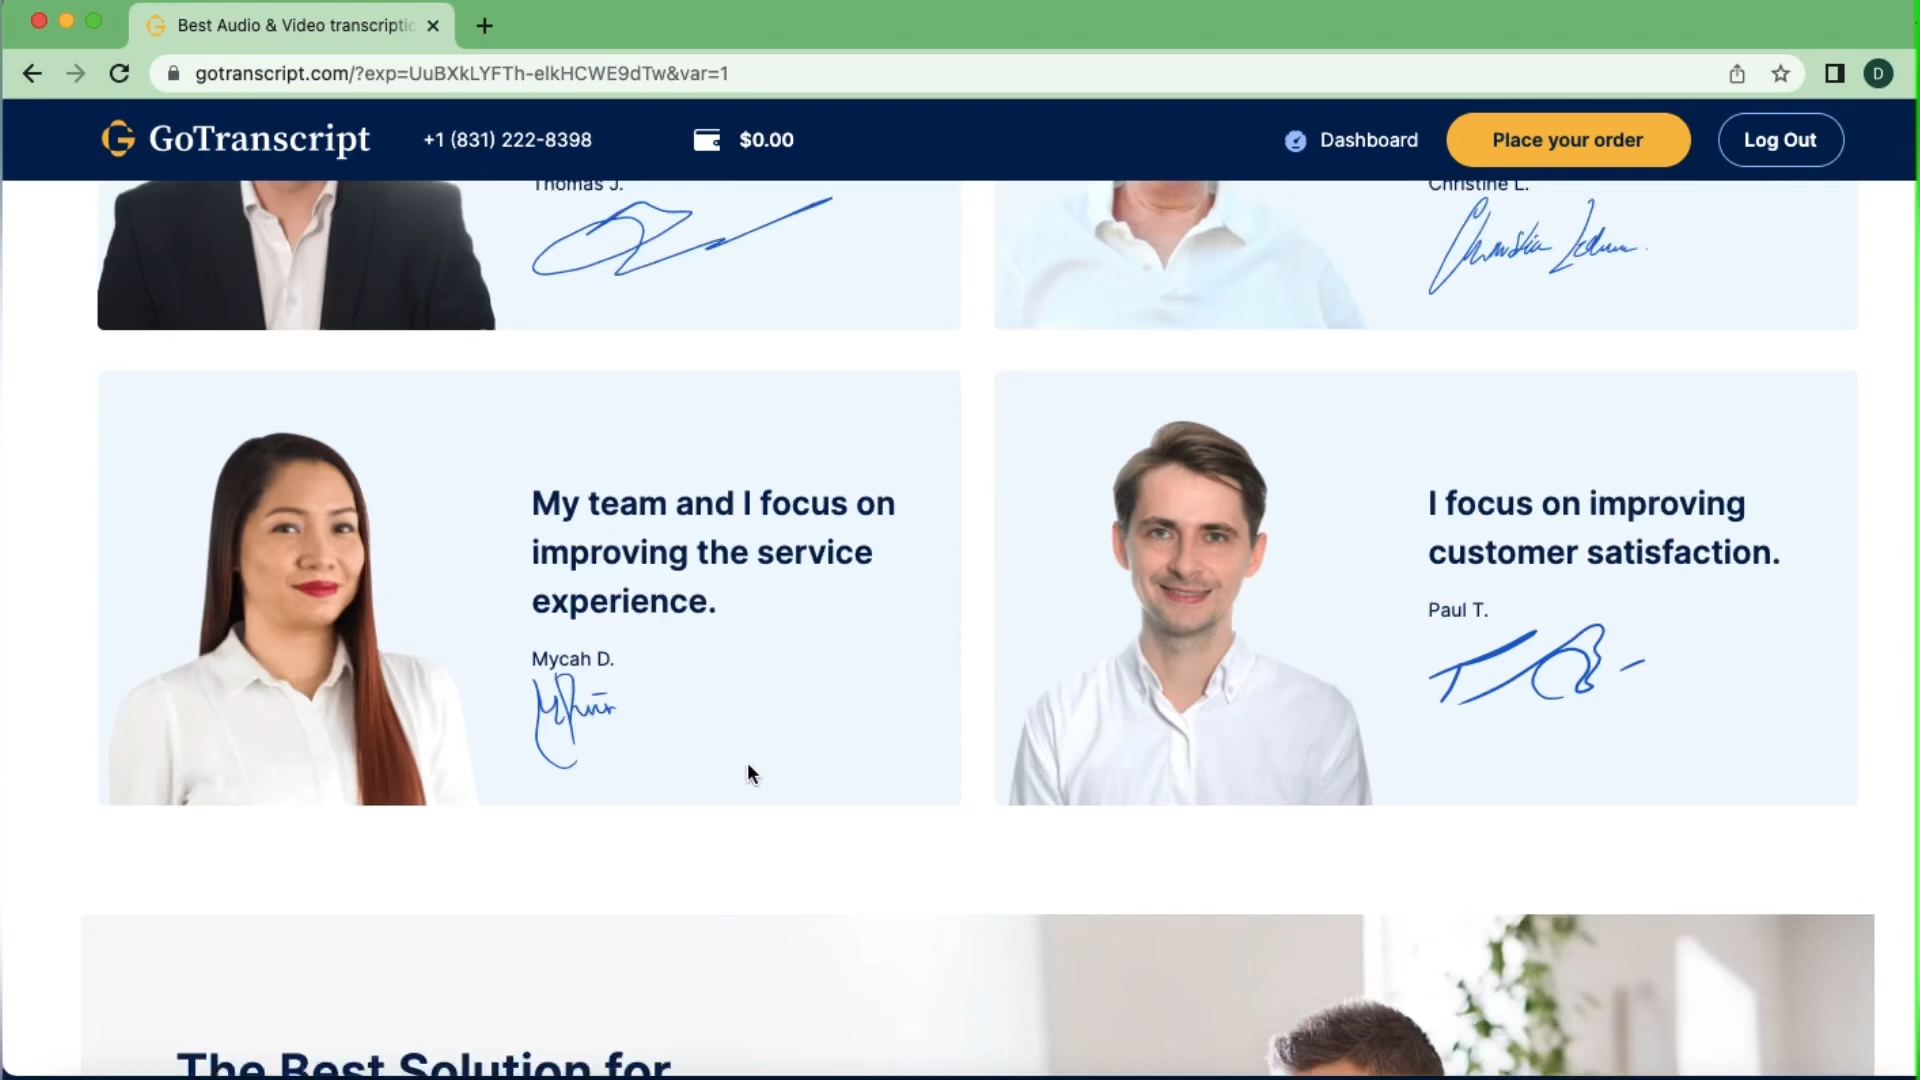 Best Audio & Video transcriptio
gotranscript.com/?exp=UuBXkLYFTh-elkHCWE9dTw&var=1
D
GoTranscript
+1 (831) 222-8398
$0.00
Dashboard
Place your order
Log Out
Thomas J.
Christine L.
My team and I focus on
improving the service
experience.
Mycah D.
I focus on improving
customer satisfaction.
Paul T.
The Best Solution for